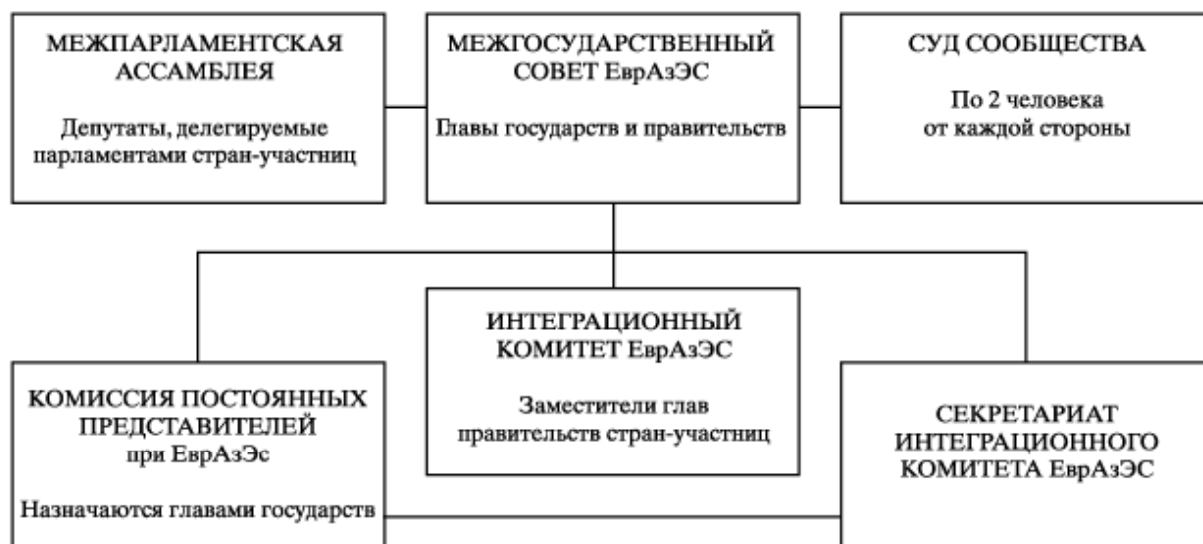 МЕЖПАРЛАМЕНТСКАЯ
АССАМБЛЕЯ
Депутаты, делегируемые
парламентами стран-участниц
МЕЖГОСУДАРСТВЕННЫЙ
СОВЕТ ЕврАзЭС
Главы государств и правительств
СУД СООБЩЕСТВА
По 2 человека
от каждой стороны
КОМИССИЯ ПОСТОЯННЫХ
ПРЕДСТАВИТЕЛЕЙ
при ЕврАзЭс
Назначаются главами государств
ИНТЕГРАЦИОННЫЙ
КОМИТЕТ ЕврАзЭС
Заместители глав
правительств стран-участниц
СЕКРЕТАРИАТ
ИНТЕГРАЦИОННОГО
КОМИТЕТА ЕврАзЭС